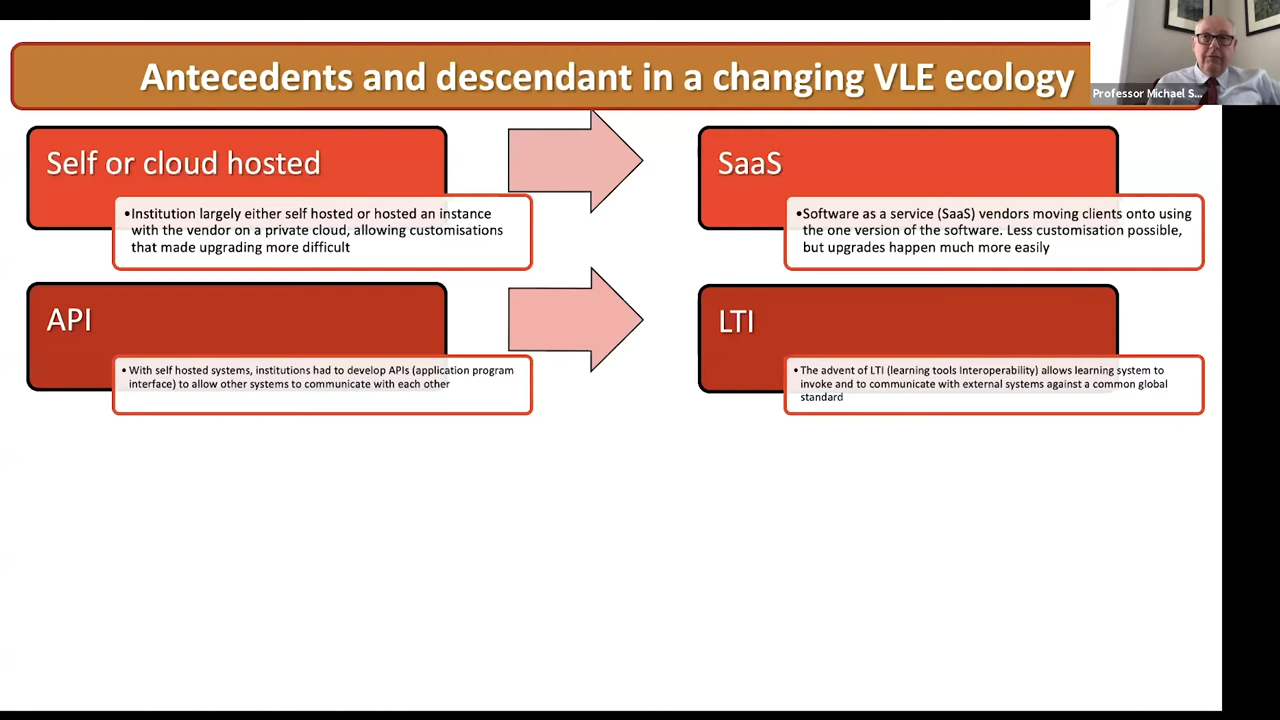 Antecedents and descendant in a changing VLE ecology
Professor Michael S...
Self or cloud hosted
•Institution largely either self hosted or hosted an instance
with the vendor on a private cloud, allowing customisations
that made upgrading more difficult
SaaS
•Software as a service (SaaS) vendors moving clients onto using
the one version of the software. Less customisation possible,
but upgrades happen much more easily
API
• With self hosted systems, institutions had to develop APIs (application program
interface) to allow other systems to communicate with each other
LTI
• The advent of LTI (learning tools Interoperability) allows learning system to
invoke and to communicate with external systems against a common global
standard